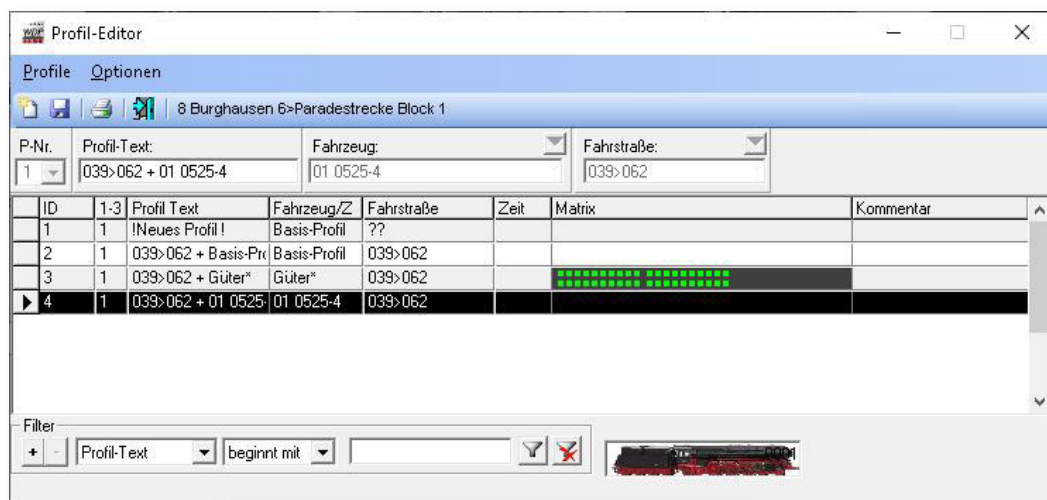 Profil-Editor
Profile Optionen
8 Burghausen 6>Paradestrecke Block 1
P-Nr. Profil-Text: Fahrzeug: Fahrstraße:
1 039>062 + 01 0525-4 01 0525-4 039>062
ID 1-3 Profil Text Fahrzeug/Z Fahrstraße Zeit Matrix Kommentar
1 1 !Neues Profil ! Basis-Profil ??
2 1 039>062 + Basis-Pro Basis-Profil 039>062
3 1 039>062 + Güter* Güter* 039>062
4 1 039>062 + 01 0525- 01 0525-4 039>062
Filter
+ - Profil-Text beginnt mit